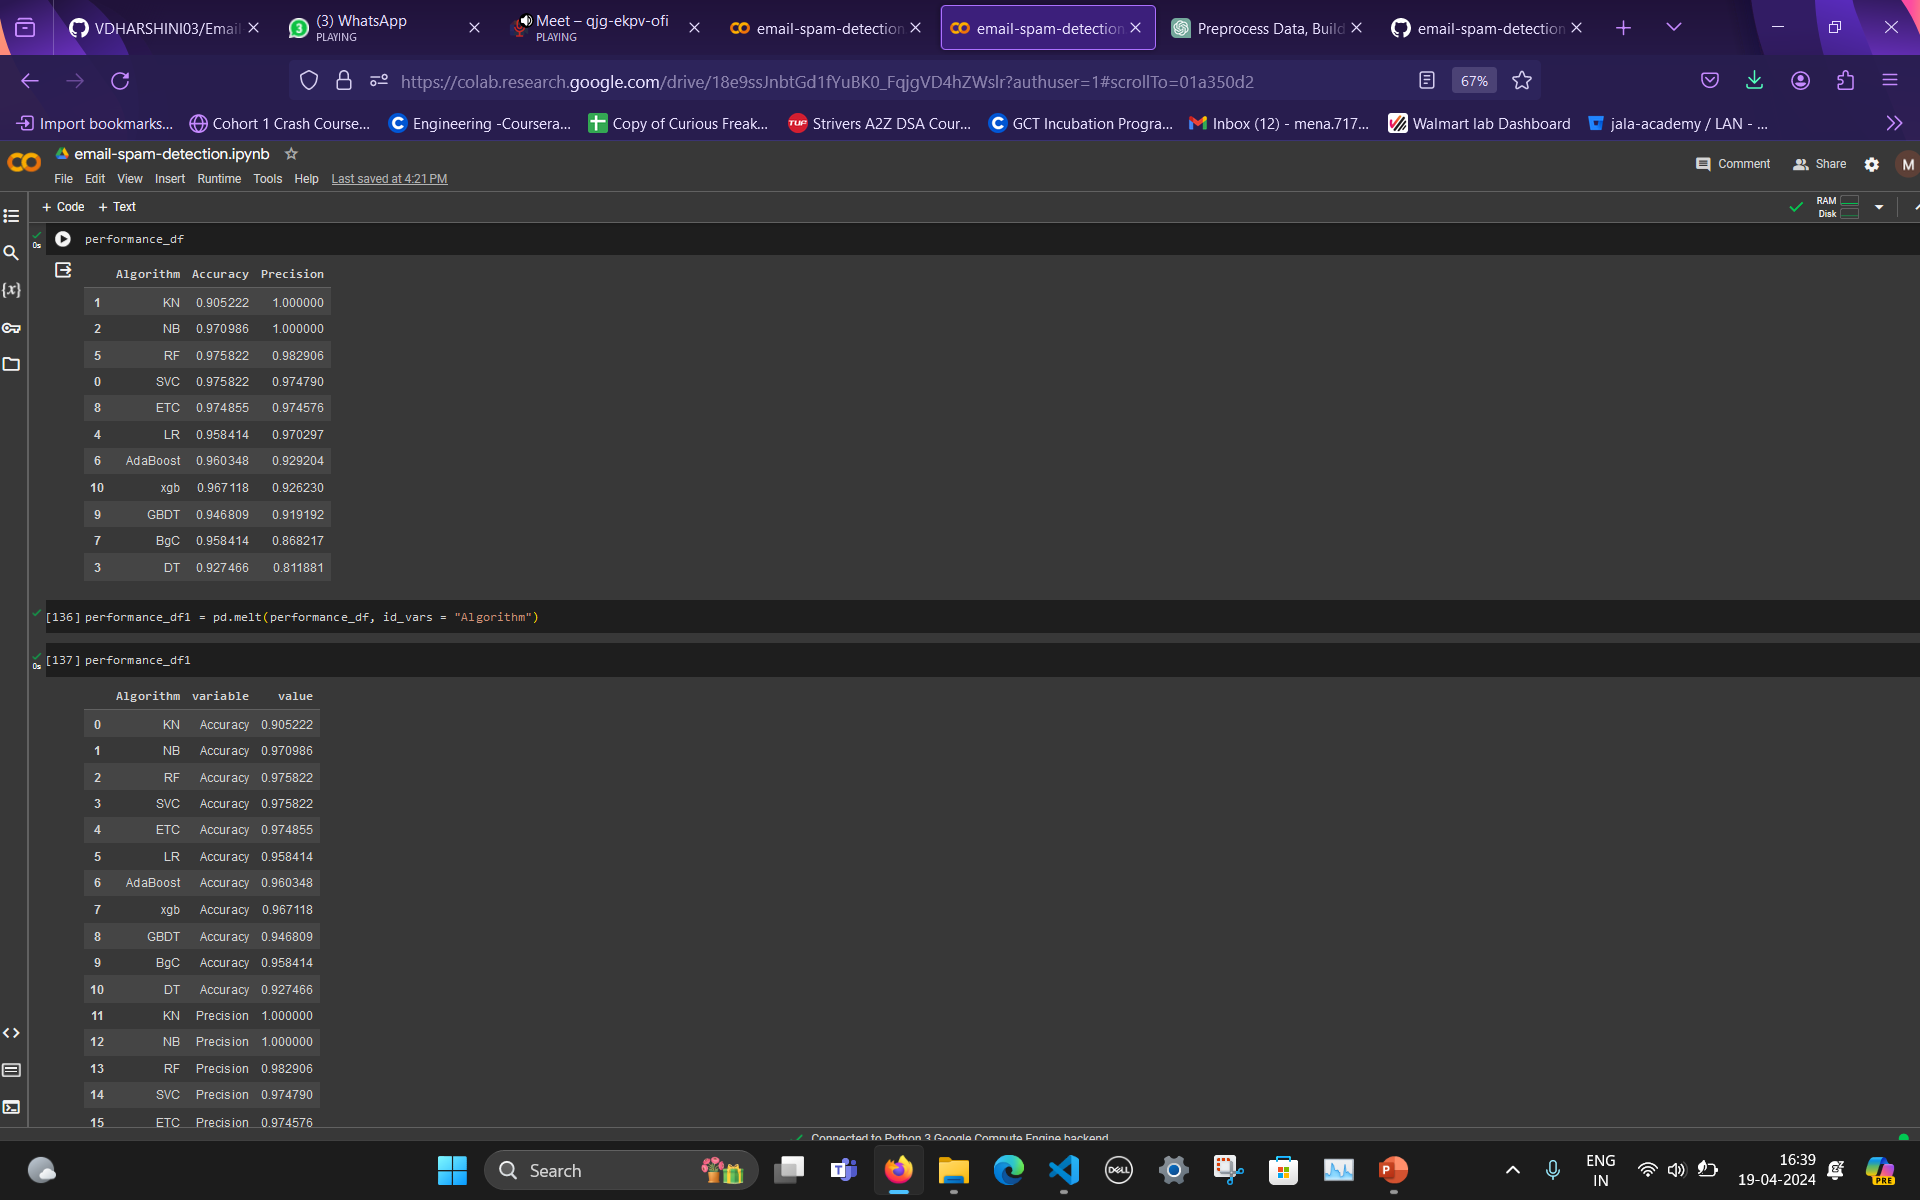 VDHARSHINI03/Email
(3) WhatsApp
PLAYING
3
Meet – qjg-ekpv-ofi
PLAYING
email-spam-detection
email-spam-detection
Preprocess Data, Build
email-spam-detection
https://colab.research.google.com/drive/18e9ssJnbtGd1fYuBK0_FqjgVD4hZWslr?authuser=1#scrollTo=01a350d2
67%
Import bookmarks...
Cohort 1 Crash Course...
Engineering -Coursera...
Copy of Curious Freak...
Strivers A2Z DSA Cour...
GCT Incubation Progra...
Inbox (12) - mena.717...
Walmart lab Dashboard
jala-academy / LAN - ...
email-spam-detection.ipynb
File Edit View Insert Runtime Tools Help Last saved at 4:21 PM
Comment Share M
+ Code + Text
RAM
Disk
0s performance_df
Algorithm Accuracy Precision
1 KN 0.905222 1.000000
2 NB 0.970986 1.000000
5 RF 0.975822 0.982906
0 SVC 0.975822 0.974790
8 ETC 0.974855 0.974576
4 LR 0.958414 0.970297
6 AdaBoost 0.960348 0.929204
10 xgb 0.967118 0.926230
9 GBDT 0.946809 0.919192
7 BgC 0.958414 0.868217
3 DT 0.927466 0.811881
[136] performance_df1 = pd.melt(performance_df, id_vars = "Algorithm")
0s [137] performance_df1
Algorithm variable value
0 KN Accuracy 0.905222
1 NB Accuracy 0.970986
2 RF Accuracy 0.975822
3 SVC Accuracy 0.975822
4 ETC Accuracy 0.974855
5 LR Accuracy 0.958414
6 AdaBoost Accuracy 0.960348
7 xgb Accuracy 0.967118
8 GBDT Accuracy 0.946809
9 BgC Accuracy 0.958414
10 DT Accuracy 0.927466
11 KN Precision 1.000000
12 NB Precision 1.000000
13 RF Precision 0.982906
14 SVC Precision 0.974790
15 ETC Precision 0.974576
Connected to Python 3 Google Compute Engine backend
Search
DELL
ENG
IN
16:39
19-04-2024
PRE